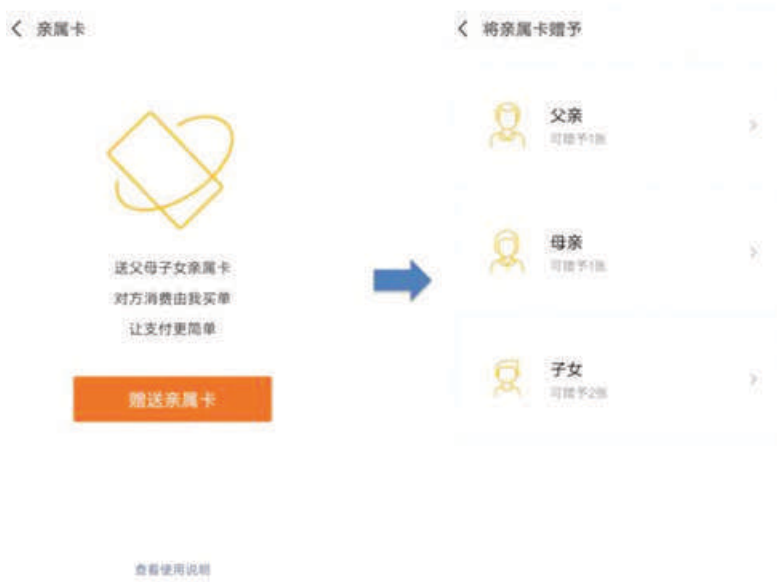 亲属卡
送父母子女亲属卡
对方消费由我买单
让支付更简单
赠送亲属卡
查看使用说明
将亲属卡赠予
父亲
可赠予1张
母亲
可赠予1张
子女
可赠予2张